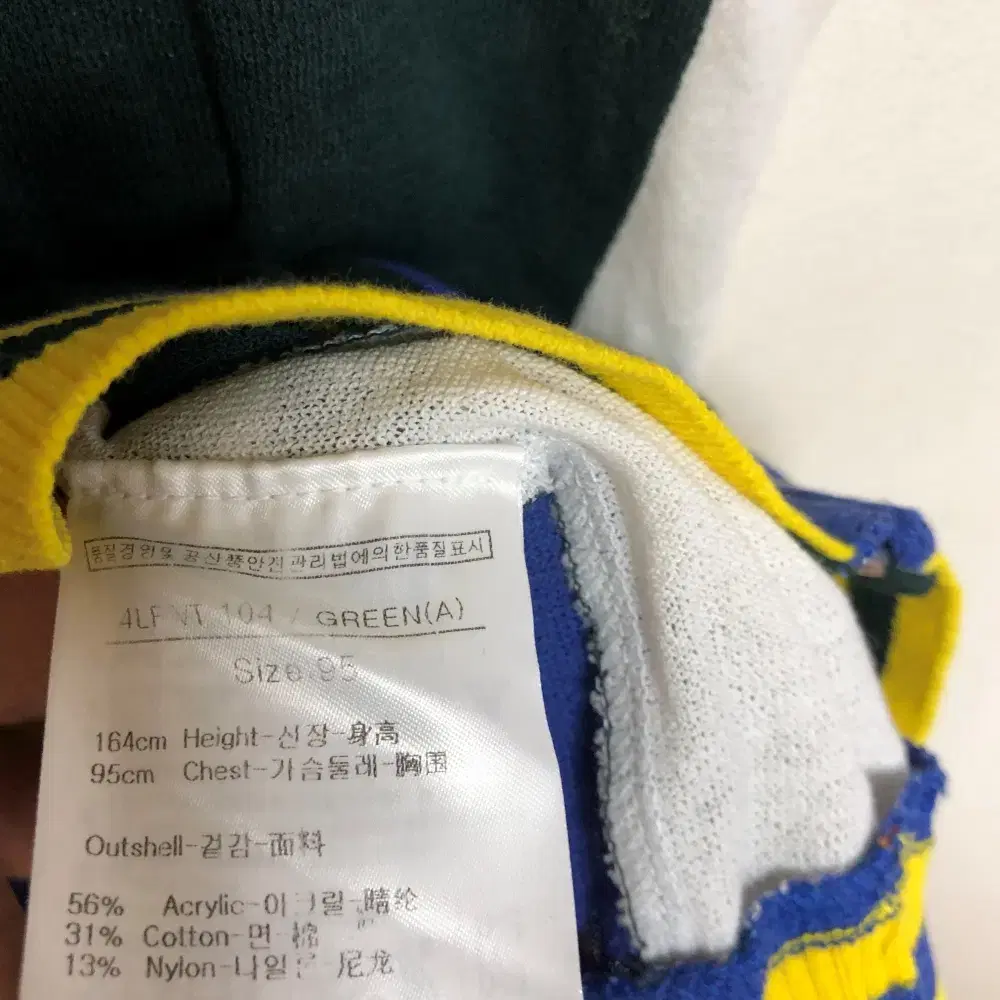 품질경영및 공산품안전관리법에의한품질표시
104 / GREEN(A)
Size 95
164cm Height-신장-身高
95cm Chest-가슴둘레-胸围
Outshell-겉감-面料
56% Acrylic-아크릴-晴纶
31% Cotton-면-棉
13% Nylon-나일론-尼龙